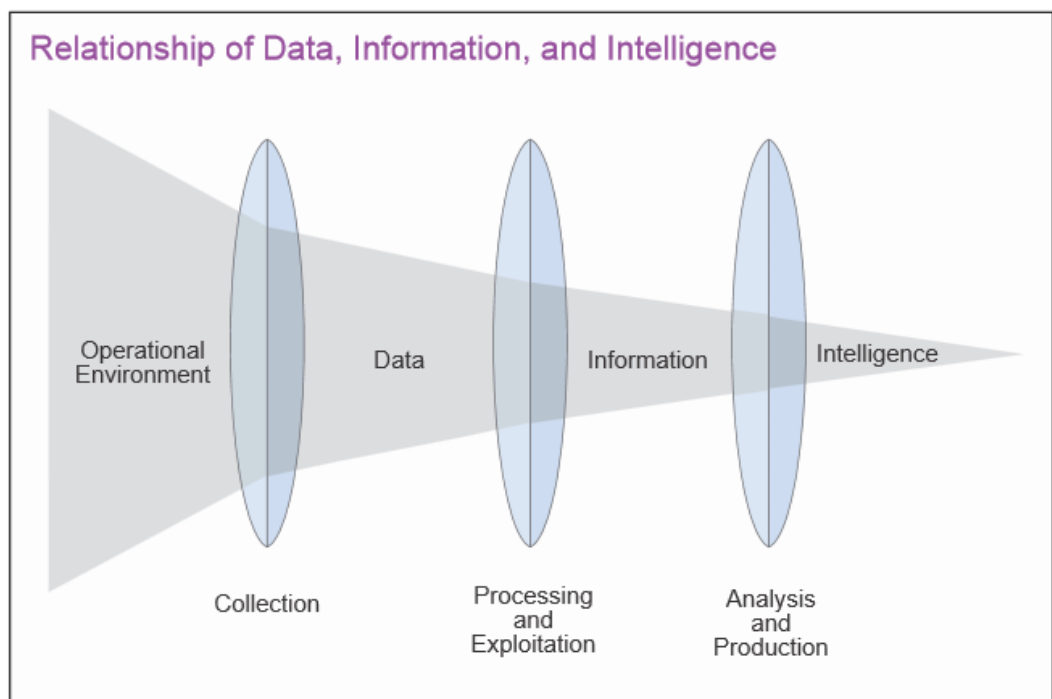 Relationship of Data, Information, and Intelligence
Operational
Environment
Data
Information
Intelligence
Collection
Processing
and
Exploitation
Analysis
and
Production